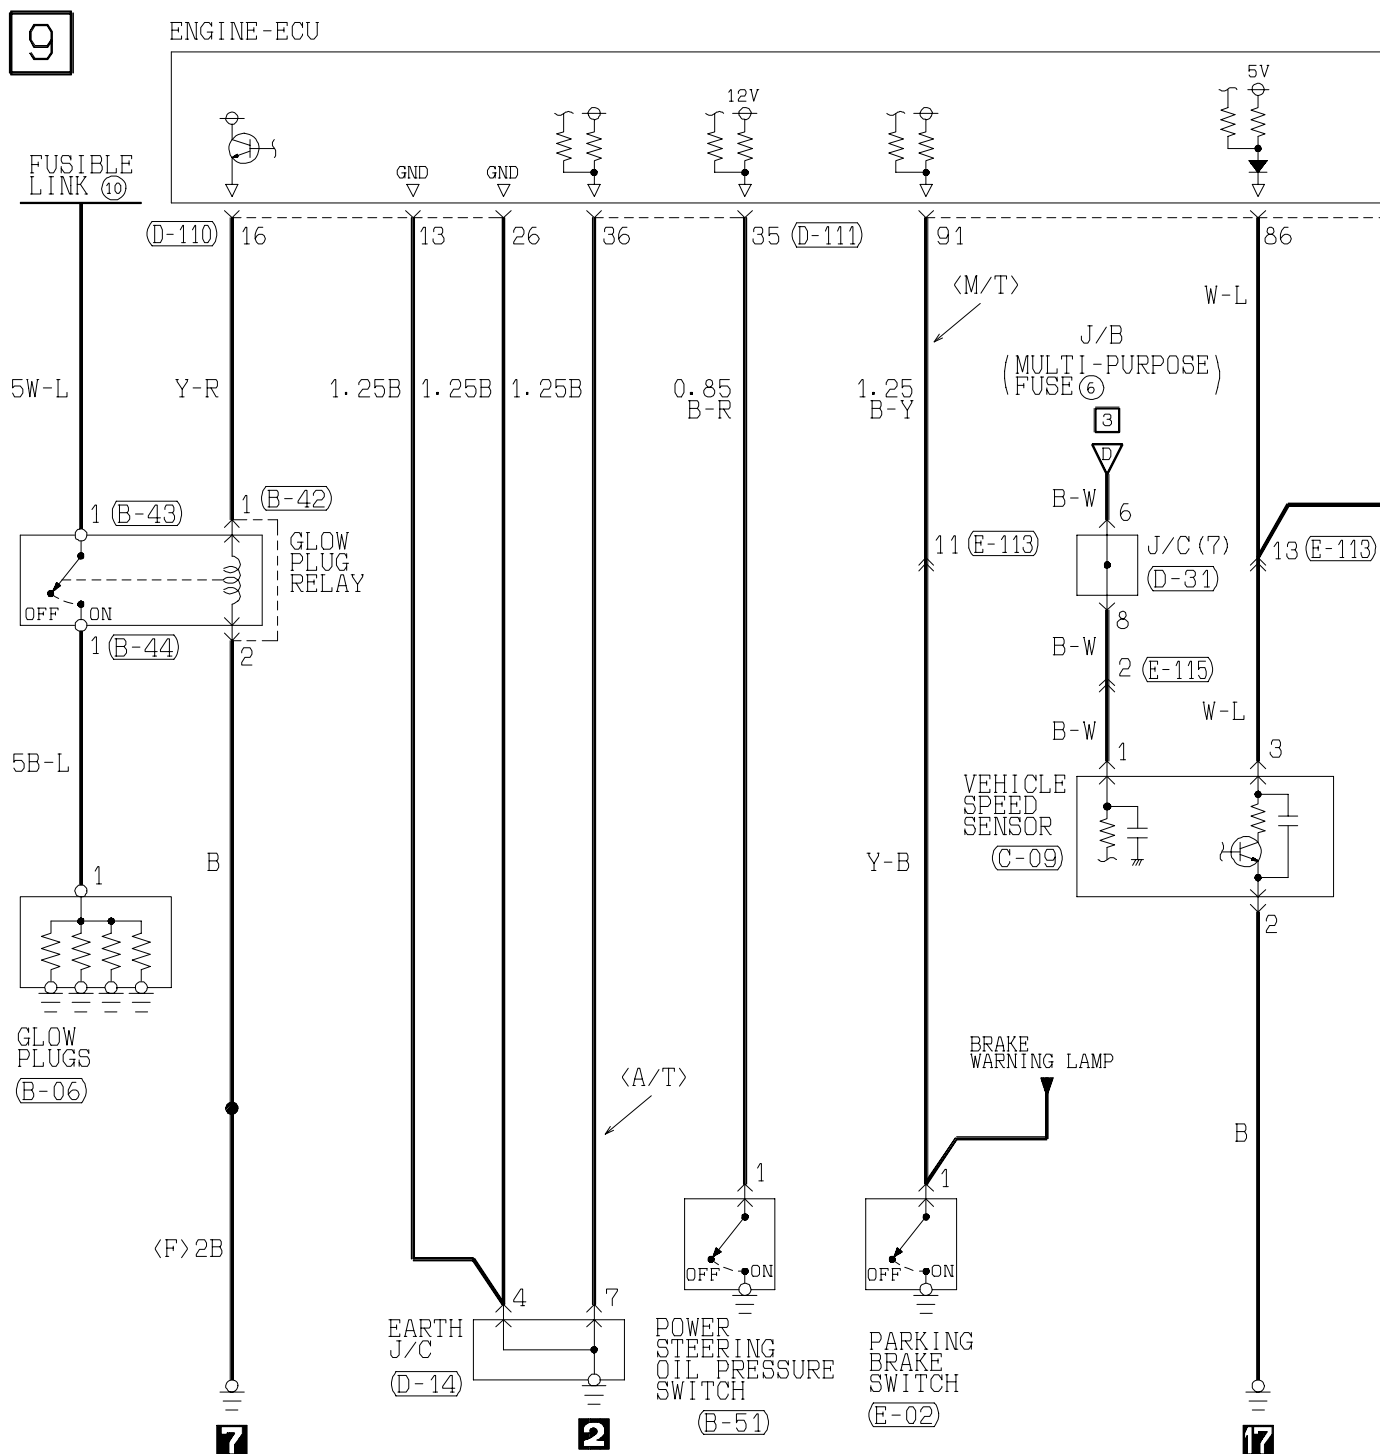 9
ENGINE-ECU
5V
12V
FUSIBLE
LINK ⑩
GND
GND
(D-110) 16
13
26
36
35 (D-111)
91
86
〈M/T〉
W-L
J/B
(MULTI-PURPOSE)
FUSE ⑥
5W-L
Y-R
1.25B
1.25B
1.25B
0.85
B-R
1.25
B-Y
3
D
B-W
6
1 (B-43)
1 (B-42)
GLOW
PLUG
RELAY
11 (E-113)
J/C (7)
(D-31)
13 (E-113)
OFF
ON
1 (B-44)
2
8
B-W
2 (E-115)
W-L
B-W
1
3
5B-L
VEHICLE
SPEED
SENSOR
(C-09)
B
Y-B
1
2
GLOW
PLUGS
(B-06)
BRAKE
WARNING LAMP
〈A/T〉
B
1
1
〈F〉2B
OFF
ON
OFF
ON
4
7
EARTH
J/C
(D-14)
POWER
STEERING
OIL PRESSURE
SWITCH
(B-51)
PARKING
BRAKE
SWITCH
(E-02)
7
2
17